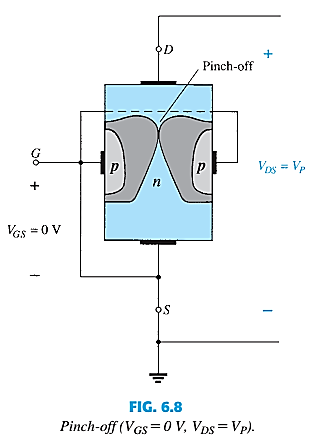 D
+
Pinch-off
G
p
n
p
V_DS = V_P
+
V_GS = 0 V
−
S
−
FIG. 6.8
Pinch-off (V_GS = 0 V, V_DS = V_P).